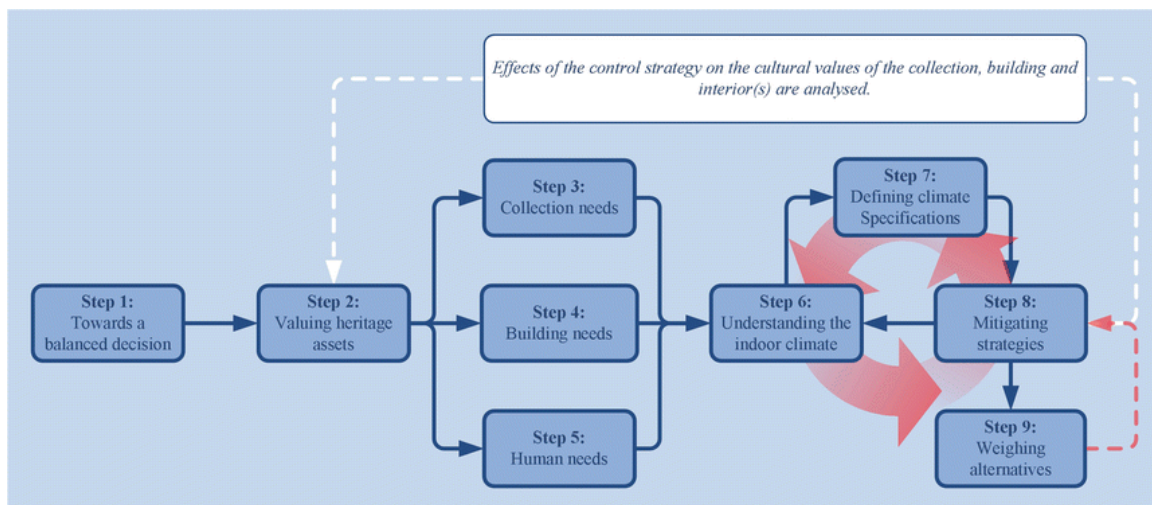 Effects of the control strategy on the cultural values of the collection, building and
interior(s) are analysed.
Step 1:
Towards a
balanced decision
Step 2:
Valuing heritage
assets
Step 3:
Collection needs
Step 4:
Building needs
Step 5:
Human needs
Step 6:
Understanding the
indoor climate
Step 7:
Defining climate
Specifications
Step 8:
Mitigating
strategies
Step 9:
Weighing
alternatives